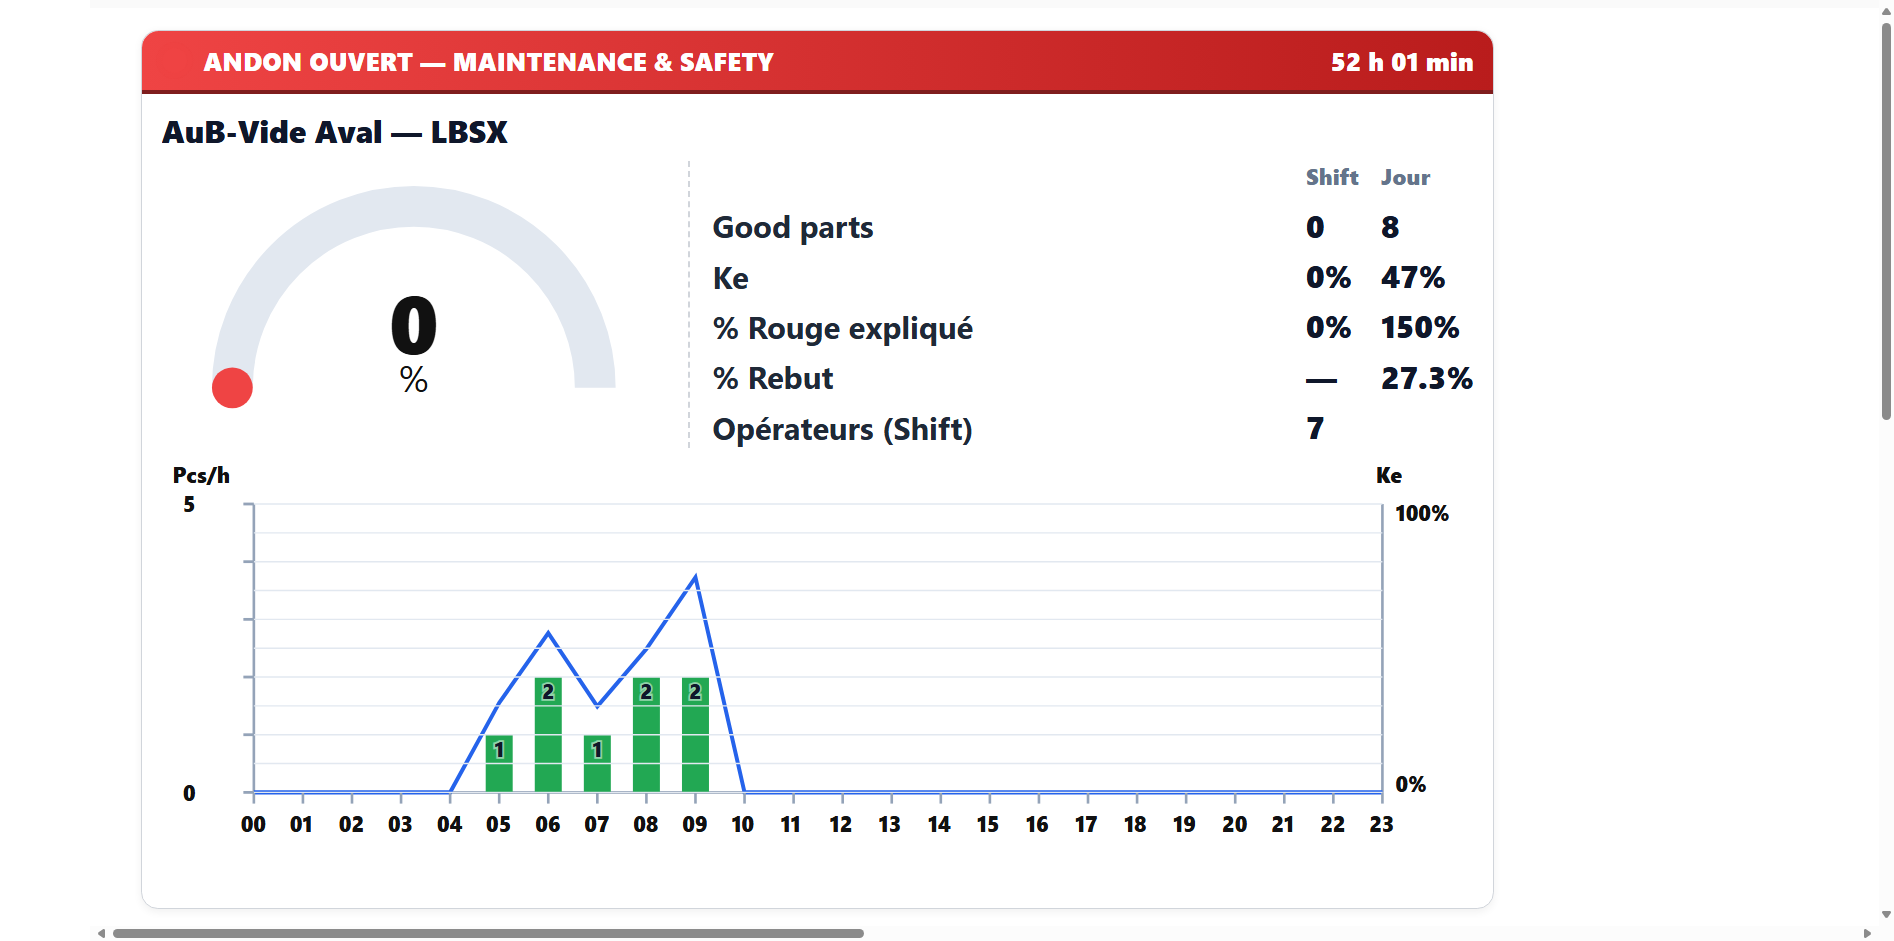 ANDON OUVERT — MAINTENANCE & SAFETY 52 h 01 min
AuB-Vide Aval — LBSX
0
%
Shift Jour
Good parts 0 8
Ke 0% 47%
% Rouge expliqué 0% 150%
% Rebut — 27.3%
Opérateurs (Shift) 7
Pcs/h Ke
5 100%
2 2 2
1 1
0 0%
00 01 02 03 04 05 06 07 08 09 10 11 12 13 14 15 16 17 18 19 20 21 22 23